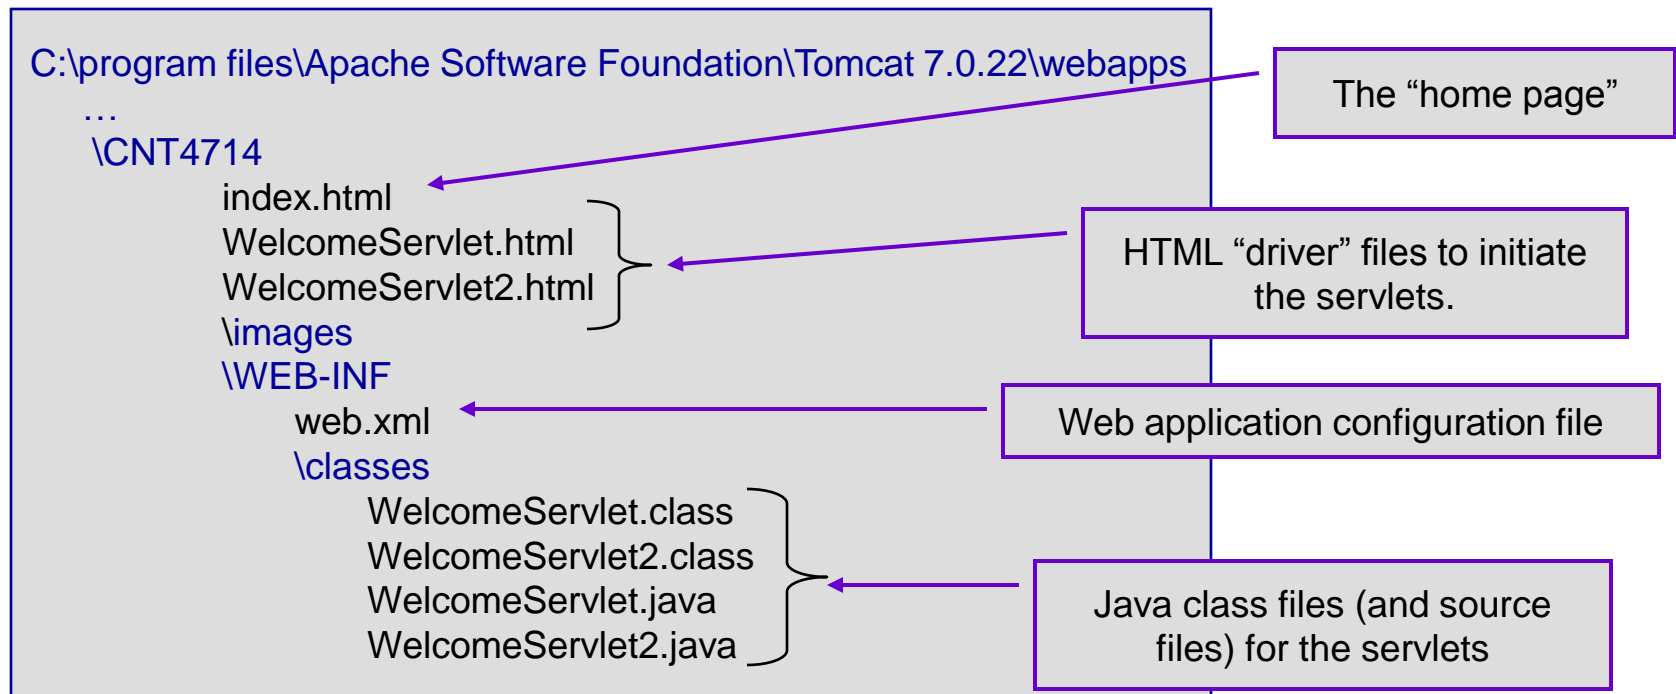 C:\program files\Apache Software Foundation\Tomcat 7.0.22\webapps
…
\CNT4714
index.html
WelcomeServlet.html
WelcomeServlet2.html
\images
\WEB-INF
web.xml
\classes
WelcomeServlet.class
WelcomeServlet2.class
WelcomeServlet.java
WelcomeServlet2.java
The “home page”
HTML “driver” files to initiate
the servlets.
Web application configuration file
Java class files (and source
files) for the servlets